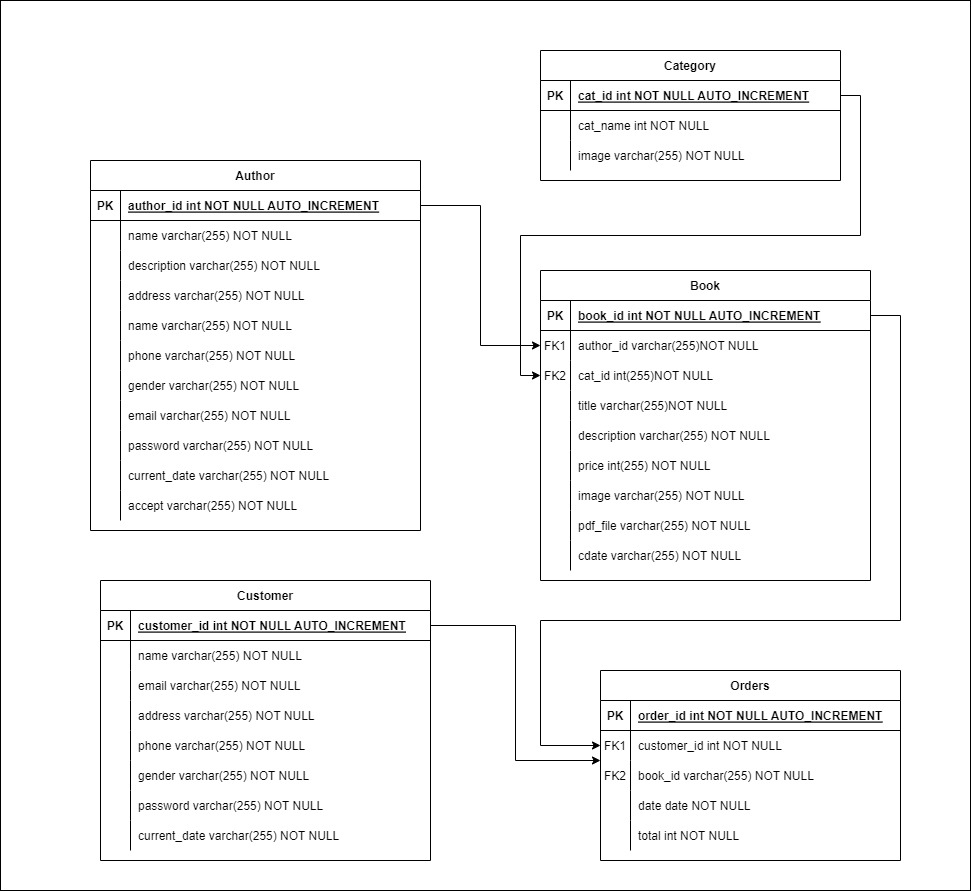 Category
PK cat_id int NOT NULL AUTO_INCREMENT
cat_name int NOT NULL
image varchar(255) NOT NULL
Author
PK author_id int NOT NULL AUTO_INCREMENT
name varchar(255) NOT NULL
description varchar(255) NOT NULL
address varchar(255) NOT NULL
name varchar(255) NOT NULL
phone varchar(255) NOT NULL
gender varchar(255) NOT NULL
email varchar(255) NOT NULL
password varchar(255) NOT NULL
current_date varchar(255) NOT NULL
accept varchar(255) NOT NULL
Book
PK book_id int NOT NULL AUTO_INCREMENT
FK1 author_id varchar(255)NOT NULL
FK2 cat_id int(255)NOT NULL
title varchar(255)NOT NULL
description varchar(255) NOT NULL
price int(255) NOT NULL
image varchar(255) NOT NULL
pdf_file varchar(255) NOT NULL
cdate varchar(255) NOT NULL
Customer
PK customer_id int NOT NULL AUTO_INCREMENT
name varchar(255) NOT NULL
email varchar(255) NOT NULL
address varchar(255) NOT NULL
phone varchar(255) NOT NULL
gender varchar(255) NOT NULL
password varchar(255) NOT NULL
current_date varchar(255) NOT NULL
Orders
PK order_id int NOT NULL AUTO_INCREMENT
FK1 customer_id int NOT NULL
FK2 book_id varchar(255) NOT NULL
date date NOT NULL
total int NOT NULL